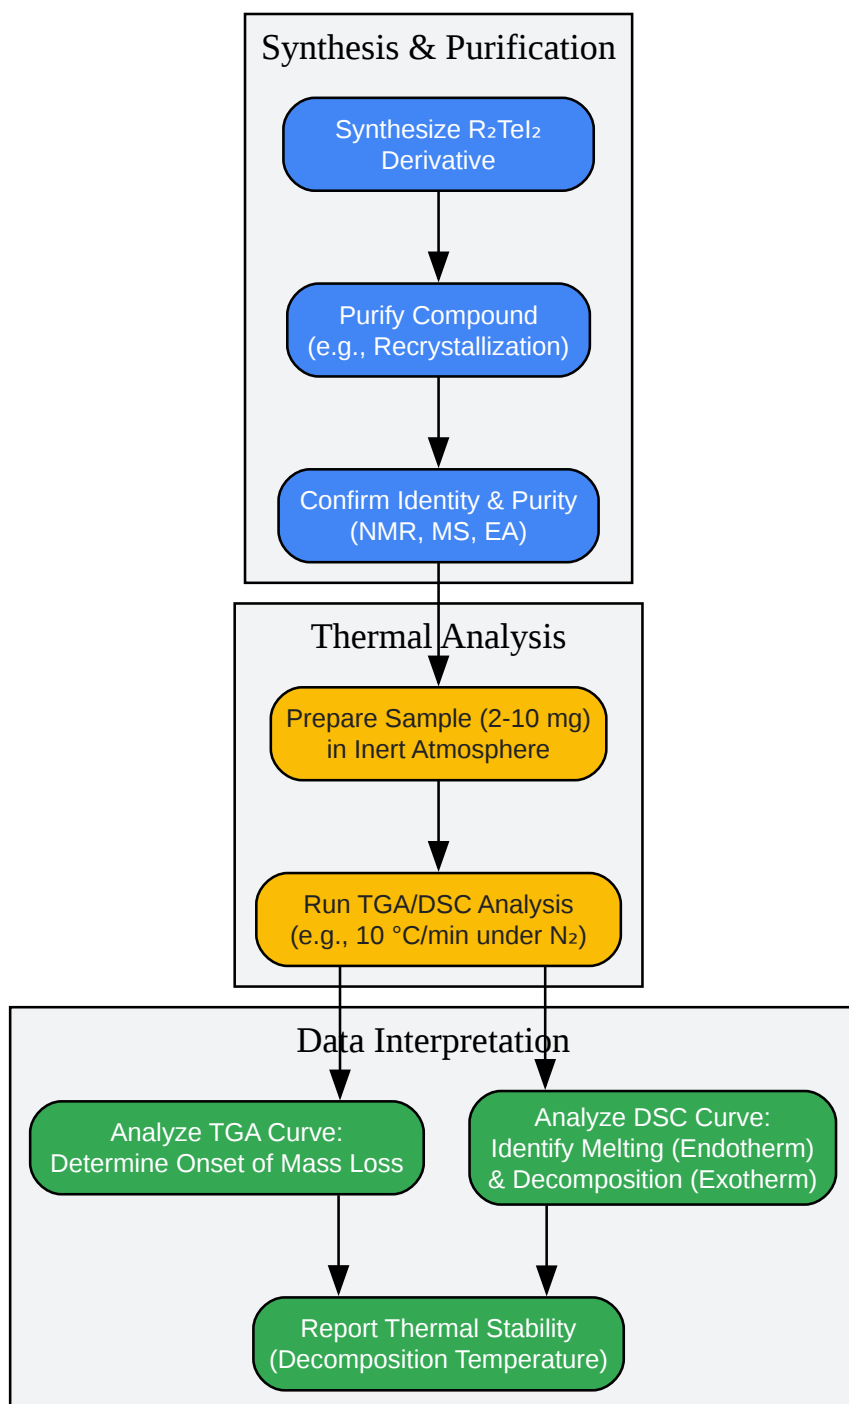 Synthesis & Purification
Synthesize R₂TeI₂
Derivative
Purify Compound
(e.g., Recrystallization)
Confirm Identity & Purity
(NMR, MS, EA)
Thermal Analysis
Prepare Sample (2-10 mg)
in Inert Atmosphere
Run TGA/DSC Analysis
(e.g., 10 °C/min under N₂)
Data Interpretation
Analyze TGA Curve:
Determine Onset of Mass Loss
Analyze DSC Curve:
Identify Melting (Endotherm)
& Decomposition (Exotherm)
Report Thermal Stability
(Decomposition Temperature)